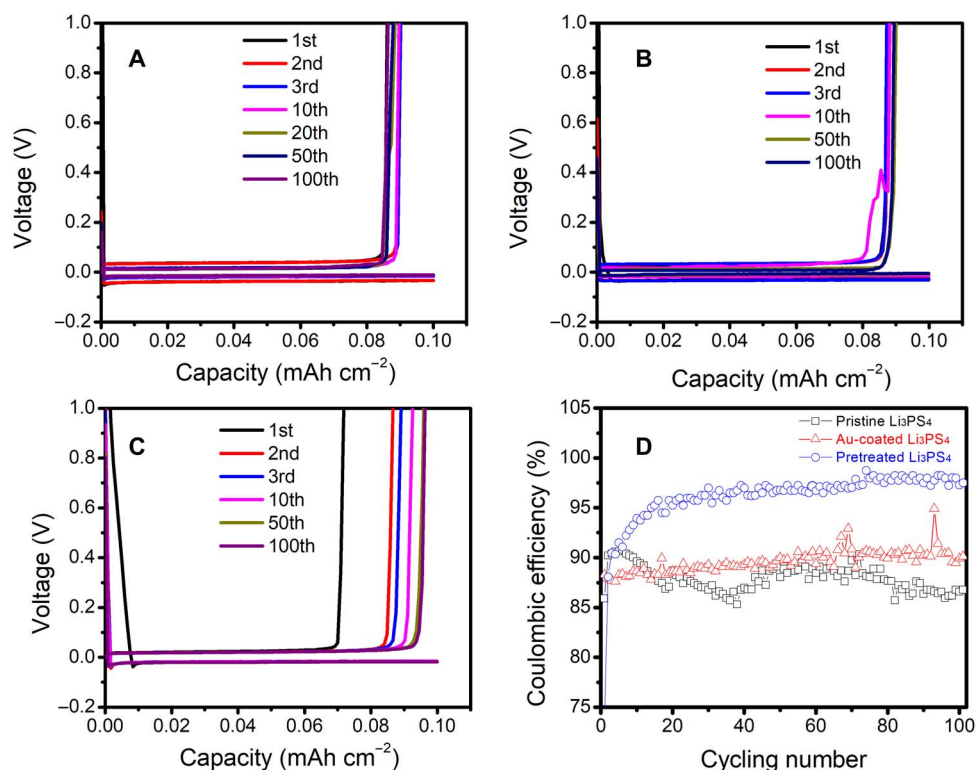 A
1st
2nd
3rd
10th
20th
50th
100th
1.0
0.8
0.6
0.4
0.2
0.0
–0.2
Voltage (V)
0.00 0.02 0.04 0.06 0.08 0.10
Capacity (mAh cm⁻²)
B
1st
2nd
3rd
10th
50th
100th
1.0
0.8
0.6
0.4
0.2
0.0
–0.2
Voltage (V)
0.00 0.02 0.04 0.06 0.08 0.10
Capacity (mAh cm⁻²)
C
1st
2nd
3rd
10th
50th
100th
1.0
0.8
0.6
0.4
0.2
0.0
–0.2
Voltage (V)
0.00 0.02 0.04 0.06 0.08 0.10
Capacity (mAh cm⁻²)
D
Pristine Li₃PS₄
Au-coated Li₃PS₄
Pretreated Li₃PS₄
105
100
95
90
85
80
75
Coulombic efficiency (%)
0 20 40 60 80 100
Cycling number